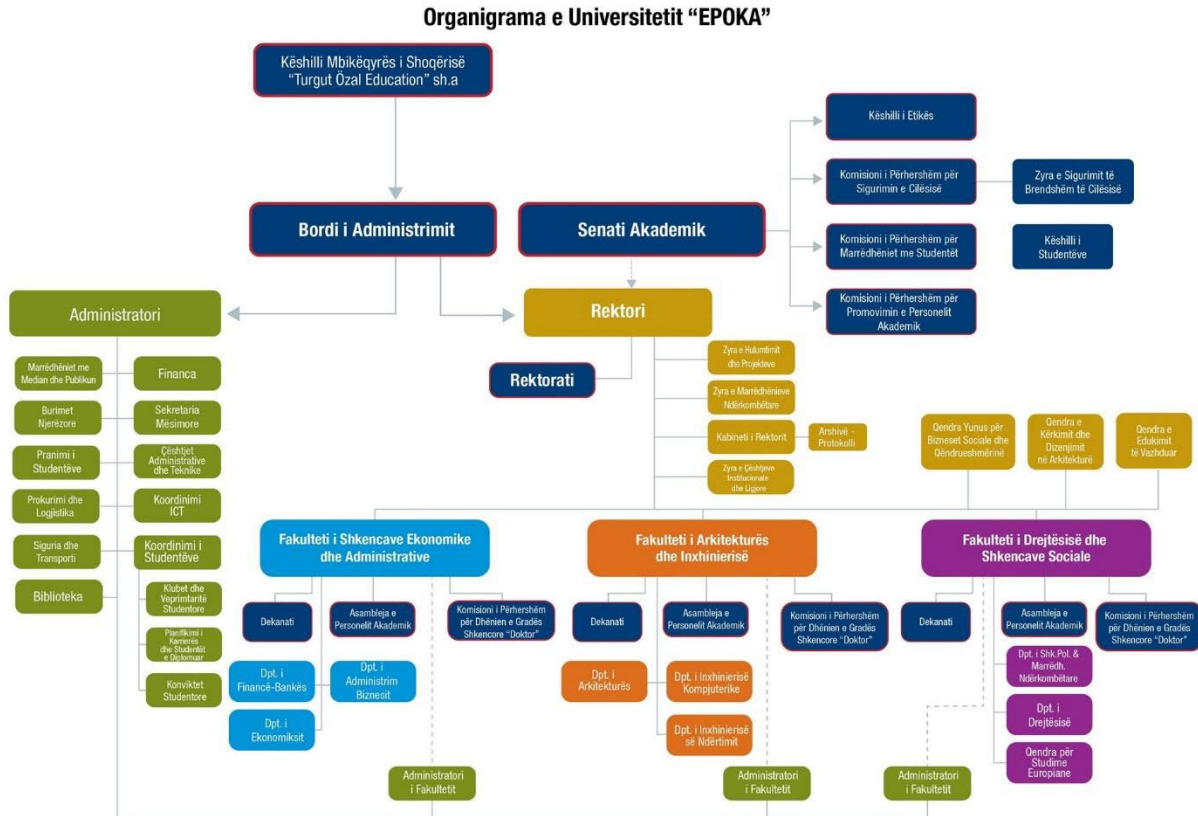 Organigrama e Universitetit “EPOKA”
Këshilli Mbikëqyrës i Shoqërisë
“Turgut Özal Education” sh.a
Bordi i Administrimit
Senati Akademik
Këshilli i
Etikës
Komisioni i Përhershëm për
Sigurimin e Cilësisë
Zyra e Sigurimit të
Brendshëm të Cilësisë
Komisioni i Përhershëm për
Marrëdhëniet me Studentët
Këshilli i
Studentëve
Komisioni i Përhershëm për
Promovimin e Personelit
Akademik
Administratori
Rektori
Rektorati
Marrëdhëniet me
Median dhe Publikun
Financa
Burimet
Njerëzore
Sekretaria
Mësimore
Pranimi i
Studentëve
Çështjet
Administrative
dhe Teknike
Prokurimi dhe
Logjistika
Koordinimi
ICT
Siguria dhe
Transporti
Koordinimi i
Studentëve
Biblioteka
Klubet dhe
Veprimtaritë
Studentore
Planifikimi i
Karrierës
dhe Studentët
e Diplomuar
Konviktet
Studentore
Zyra e Hulumtimit
dhe Projekteve
Zyra e Marrëdhënieve
Ndërkombëtare
Kabineti i Rektorit
Arshivë -
Protokolli
Zyra e Çështjeve
Institucionale
dhe Ligjore
Qendra Yunus për
Bizneset Sociale dhe
Qëndrueshmërinë
Qendra e
Kërkimit dhe
Dizenjimit
në Arkitekturë
Qendra e
Edukimit
të Vazhduar
Fakulteti i Shkencave Ekonomike
dhe Administrative
Dekanati
Asambleja e
Personelit Akademik
Komisioni i Përhershëm
për Dhënien e Gradës
Shkencore “Doktor”
Dpt. i
Financë-Bankës
Dpt. i
Administrim
Biznesit
Dpt. i
Ekonomiksit
Administratori
i Fakultetit
Fakulteti i Arkitekturës
dhe Inxhinierisë
Dekanati
Asambleja e
Personelit Akademik
Komisioni i Përhershëm
për Dhënien e Gradës
Shkencore “Doktor”
Dpt. i
Arkitekturës
Dpt. i Inxhinierisë
Kompjuterike
Dpt. i Inxhinierisë
së Ndërtimit
Administratori
i Fakultetit
Fakulteti i Drejtësisë dhe
Shkencave Sociale
Dekanati
Asambleja e
Personelit Akademik
Komisioni i Përhershëm
për Dhënien e Gradës
Shkencore “Doktor”
Dpt. i Shk.Pol. &
Marrëdh.
Ndërkombëtare
Dpt. i
Drejtësisë
Qendra për
Studime
Europiane
Administratori
i Fakultetit